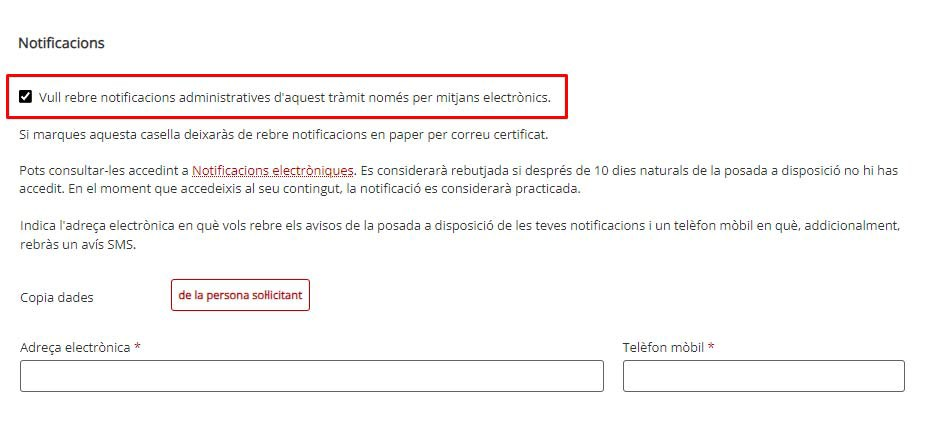 Notificacions
Vull rebre notificacions administratives d'aquest tràmit només per mitjans electrònics.
Si marques aquesta casella deixaràs de rebre notificacions en paper per correu certificat.
Pots consultar-les accedint a Notificacions electròniques. Es considerarà rebutjada si després de 10 dies naturals de la posada a disposició no hi has
accedit. En el moment que accedeixis al seu contingut, la notificació es considerarà practicada.
Indica l'adreça electrònica en què vols rebre els avisos de la posada a disposició de les teves notificacions i un telèfon mòbil en què, addicionalment,
rebràs un avís SMS.
Copia dades
de la persona sol·licitant
Adreça electrònica *
Telèfon mòbil *